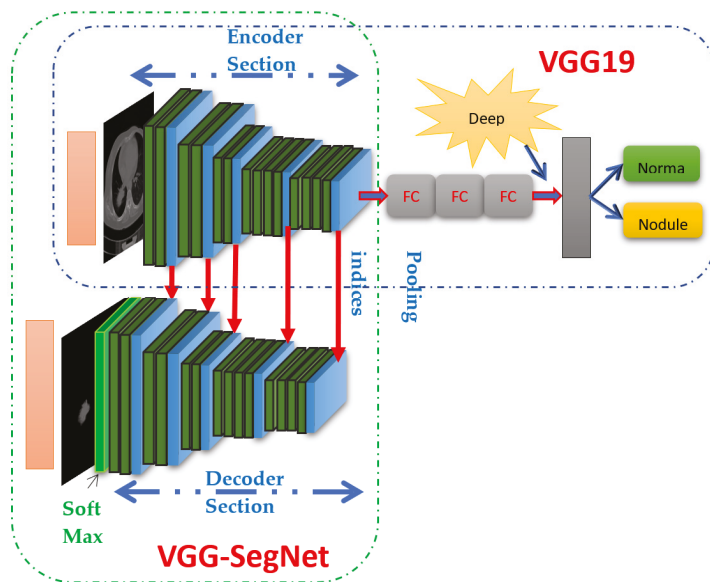 Encoder
Section
VGG19
Deep
FC
FC
FC
Norma
Nodule
Pooling
indices
Decoder
Section
Soft
Max
VGG-SegNet